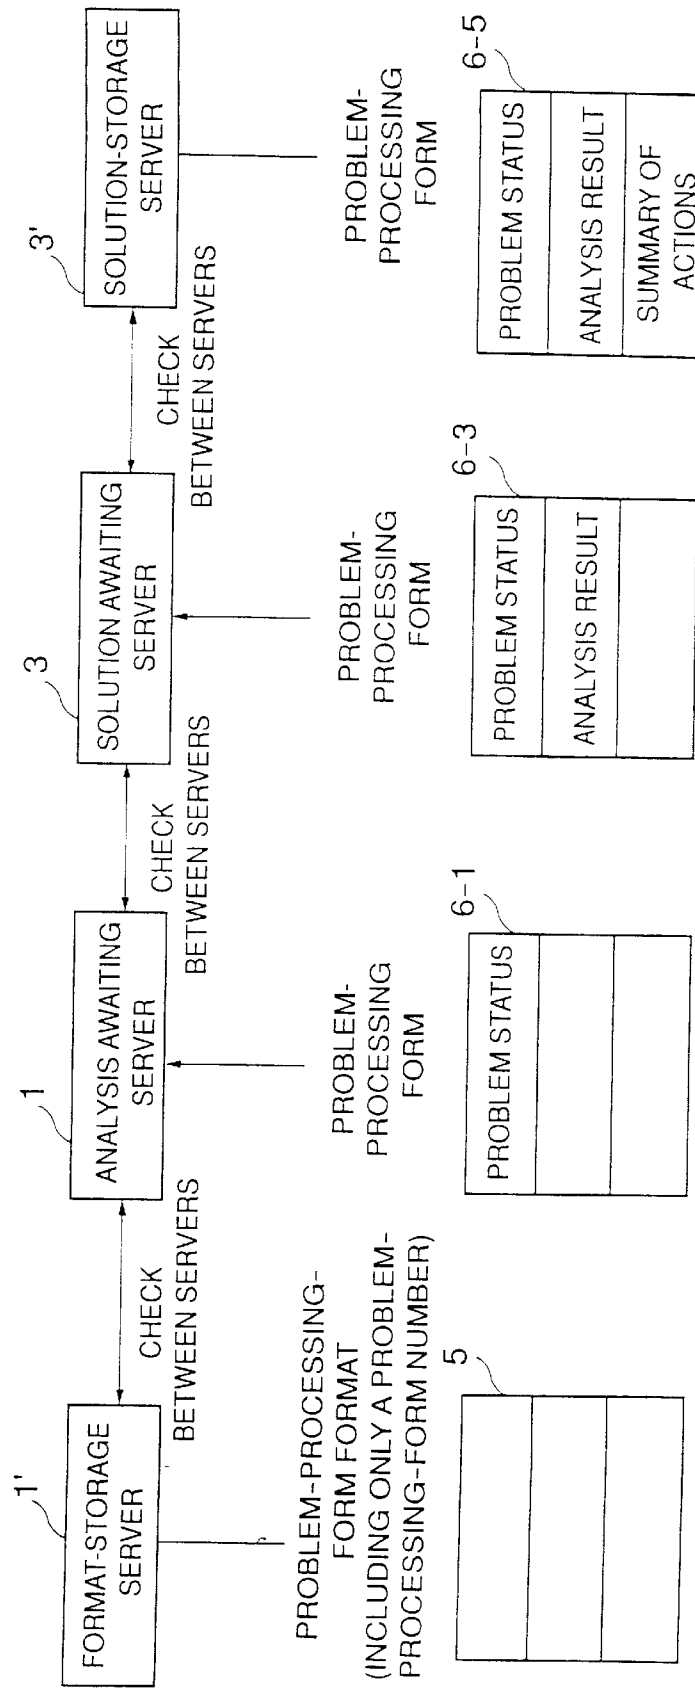 1'
FORMAT-STORAGE
SERVER
CHECK
BETWEEN SERVERS
1
ANALYSIS AWAITING
SERVER
CHECK
BETWEEN SERVERS
3
SOLUTION AWAITING
SERVER
CHECK
BETWEEN SERVERS
3'
SOLUTION-STORAGE
SERVER
PROBLEM-PROCESSING-
FORM FORMAT
(INCLUDING ONLY A PROBLEM-
PROCESSING-FORM NUMBER)
5
PROBLEM-
PROCESSING
FORM
6-1
PROBLEM STATUS
PROBLEM-
PROCESSING
FORM
6-3
PROBLEM STATUS
ANALYSIS RESULT
PROBLEM-
PROCESSING
FORM
6-5
PROBLEM STATUS
ANALYSIS RESULT
SUMMARY OF
ACTIONS